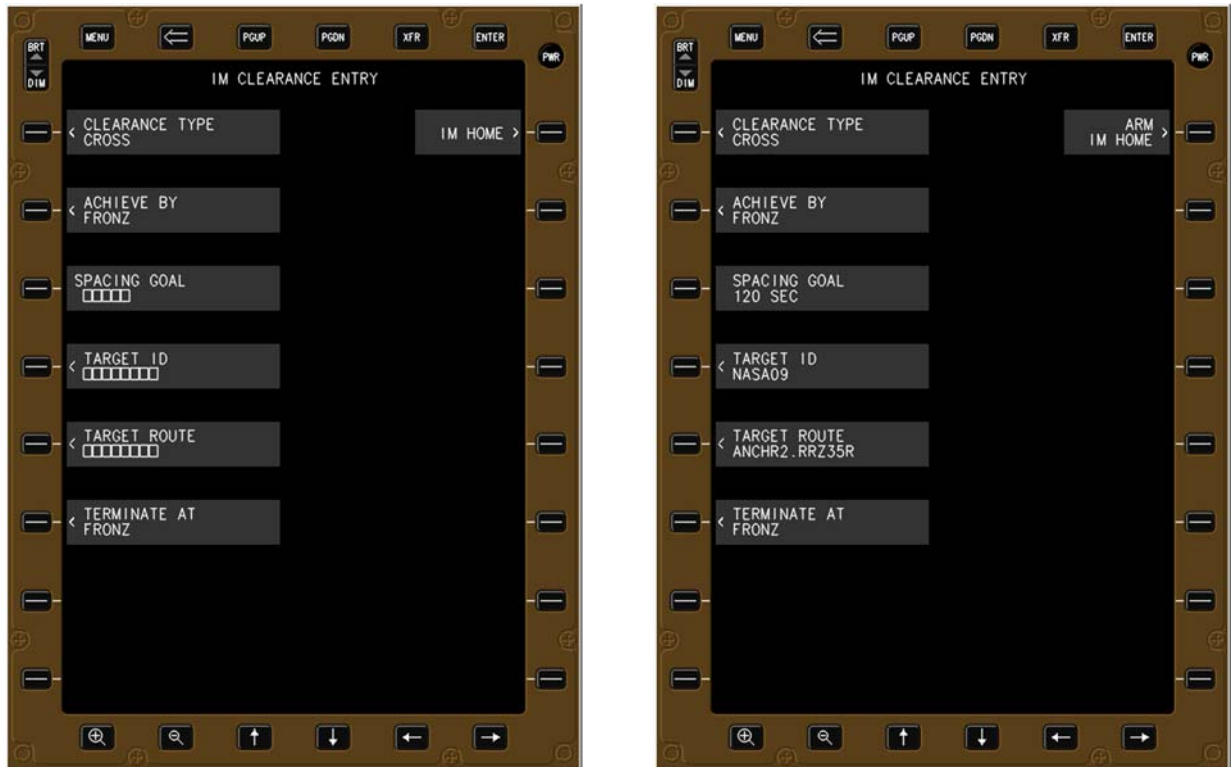 MENU PGUP PGDN XFR ENTER
BRT
DIM
PWR
IM CLEARANCE ENTRY
< CLEARANCE TYPE
CROSS
IM HOME >
< ACHIEVE BY
FRONZ
SPACING GOAL
□□□□□
< TARGET ID
□□□□□□□□
< TARGET ROUTE
□□□□□□□□
< TERMINATE AT
FRONZ
MENU PGUP PGDN XFR ENTER
BRT
DIM
PWR
IM CLEARANCE ENTRY
< CLEARANCE TYPE
CROSS
ARM >
IM HOME
< ACHIEVE BY
FRONZ
SPACING GOAL
120 SEC
< TARGET ID
NASA09
< TARGET ROUTE
ANCHR2.RRZ35R
< TERMINATE AT
FRONZ